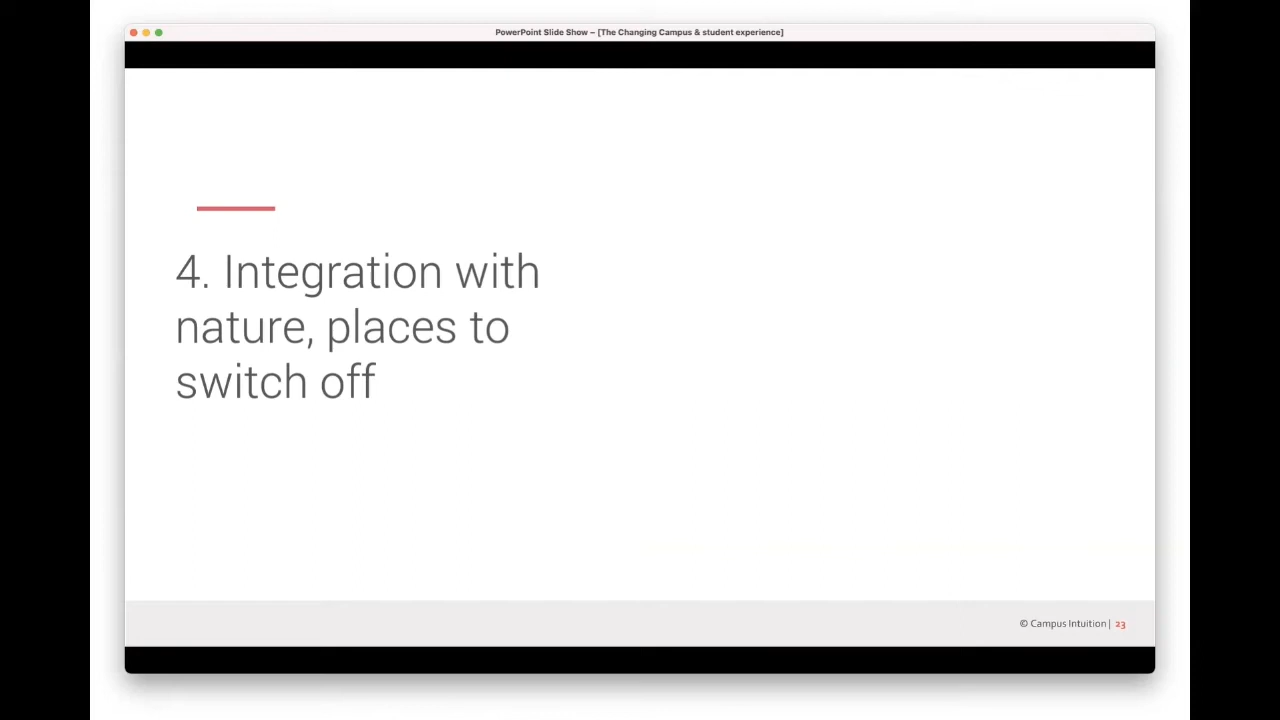 PowerPoint Slide Show – [The Changing Campus & student experience]
4. Integration with
nature, places to
switch off
© Campus Intuition | 23